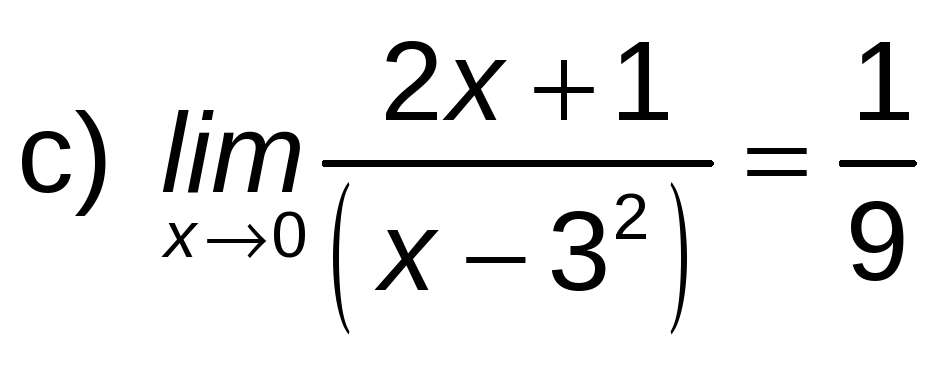 c) lim x→0 2x + 1 / (x − 3²) = 1 / 9